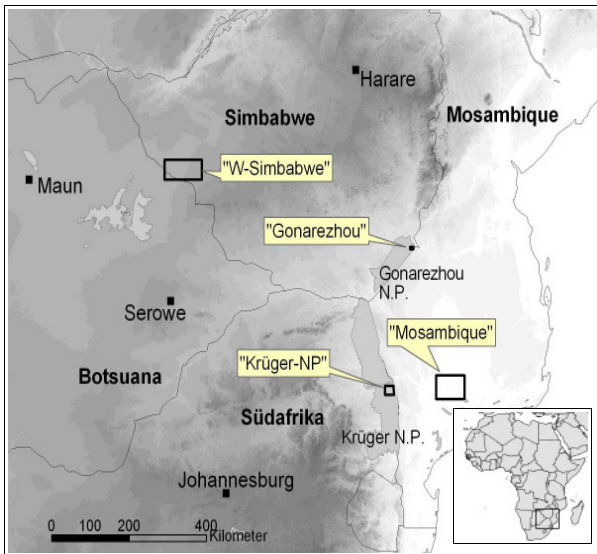 Harare
Simbabwe
Mosambique
"W-Simbabwe"
Maun
"Gonarezhou"
Gonarezhou
N.P.
Serowe
"Mosambique"
"Krüger-NP"
Botsuana
Südafrika
Krüger N.P.
Johannesburg
0 100 200 400
Kilometer